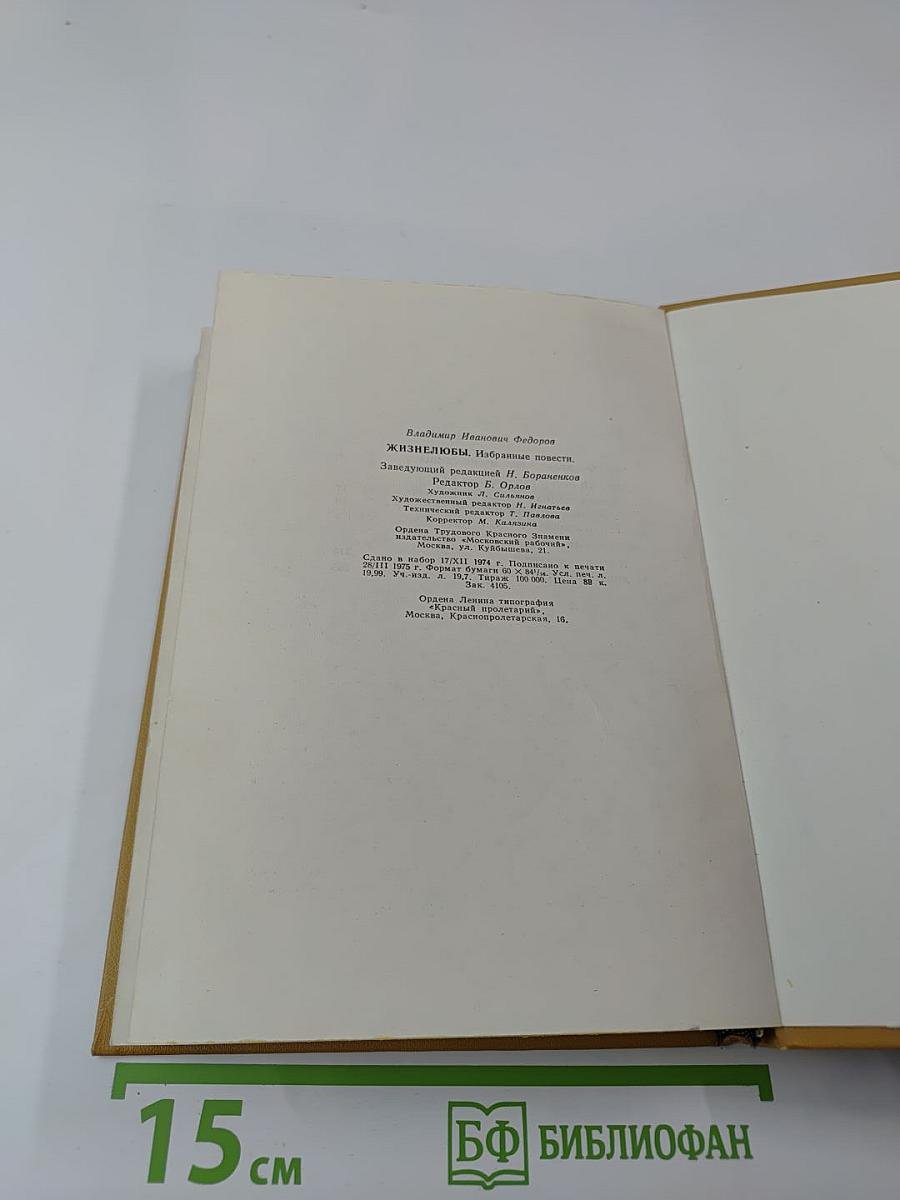 Владимир Иванович Федоров
ЖИЗНЕЛЮБЫ. Избранные повести.
Заведующий редакцией Н. Бораненков
Редактор Б. Орлов
Художник Л. Сильянов
Художественный редактор Н. Игнатьев
Технический редактор Т. Павлова
Корректор М. Калязина
Ордена Трудового Красного Знамени
издательство «Московский рабочий»,
Москва, ул. Куйбышева, 21.
Сдано в набор 17/XII 1974 г. Подписано к печати
28/III 1975 г. Формат бумаги 60 × 84¹/₁₆. Усл. печ. л.
19,99. Уч.-изд. л. 19,7. Тираж 100 000. Цена к.
Зак. 4105.
Ордена Ленина типография
«Красный пролетарий».
Москва, Краснопролетарская, 16.
15 см
БФ БИБЛИОФАН